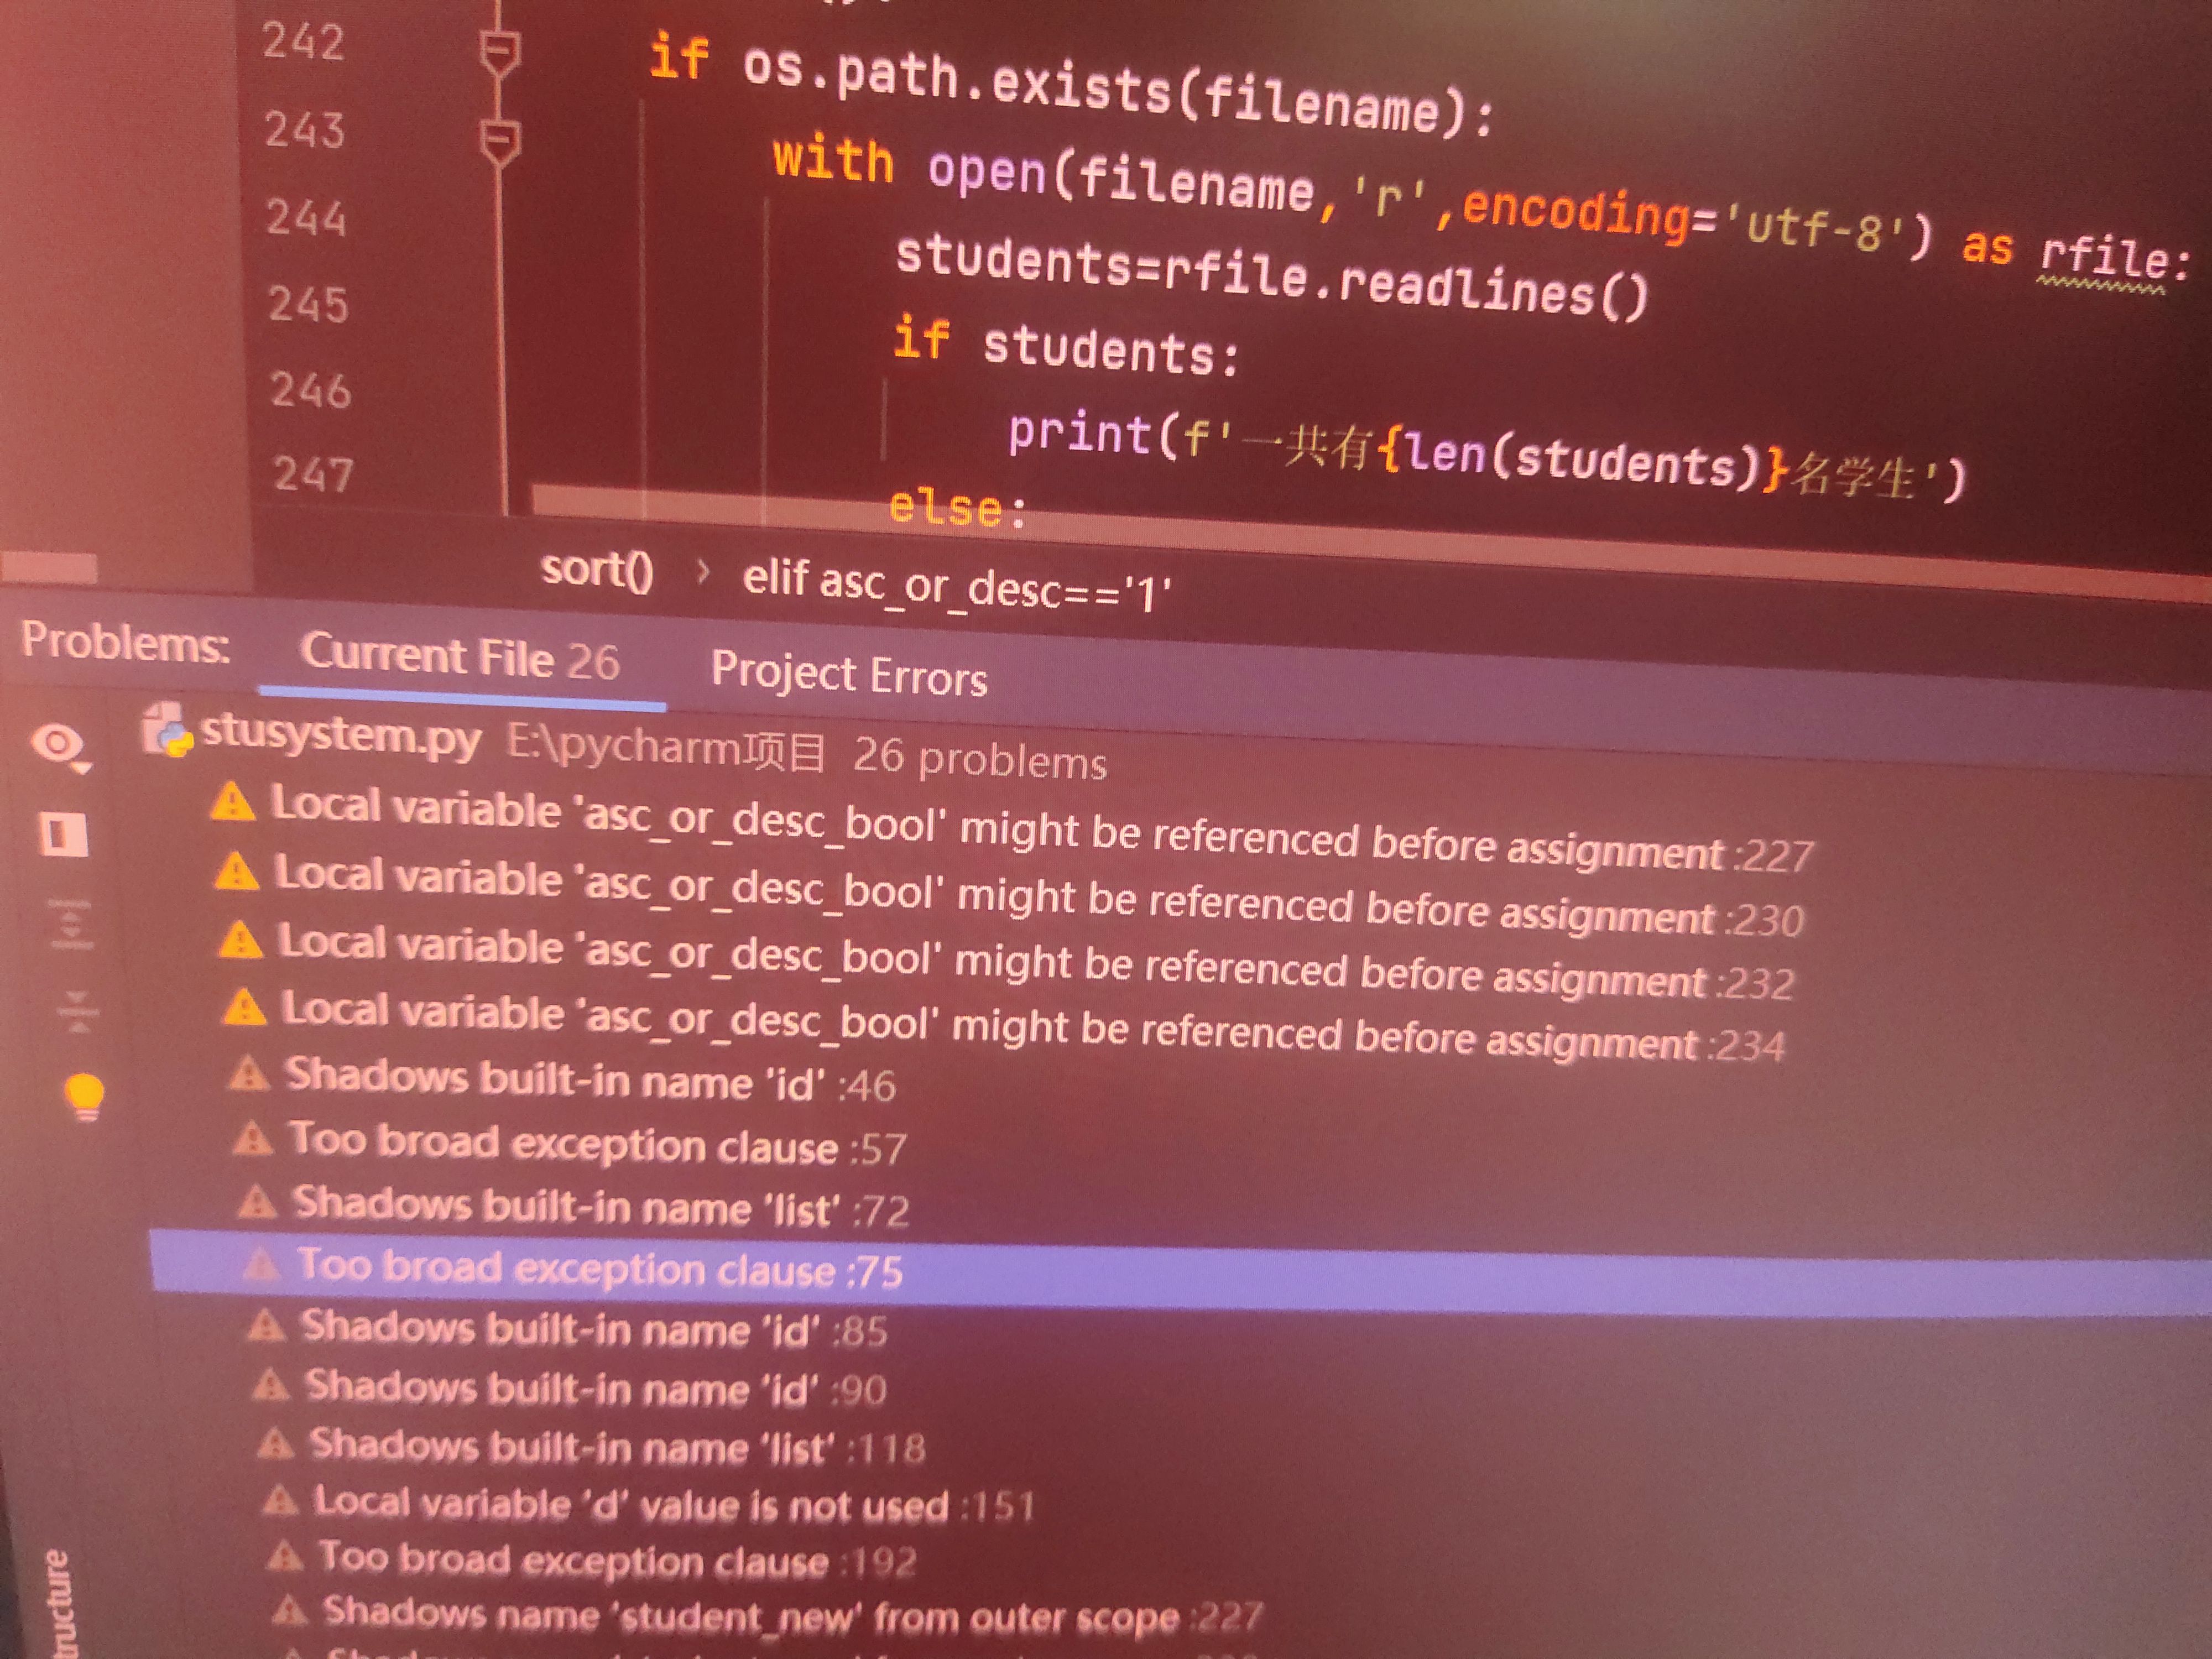 242 if os.path.exists(filename):
243 with open(filename,'r',encoding='utf-8') as rfile:
244 students=rfile.readlines()
245 if students:
246 print(f'一共有{len(students)}名学生')
247 else:
sort() › elif asc_or_desc=='1'
Problems: Current File 26 Project Errors
stusystem.py E:\pycharm项目 26 problems
Local variable 'asc_or_desc_bool' might be referenced before assignment :227
Local variable 'asc_or_desc_bool' might be referenced before assignment :230
Local variable 'asc_or_desc_bool' might be referenced before assignment :232
Local variable 'asc_or_desc_bool' might be referenced before assignment :234
Shadows built-in name 'id' :46
Too broad exception clause :57
Shadows built-in name 'list' :72
Too broad exception clause :75
Shadows built-in name 'id' :85
Shadows built-in name 'id' :90
Shadows built-in name 'list' :118
Local variable 'd' value is not used :151
Too broad exception clause :192
Shadows name 'student_new' from outer scope :227
tructure